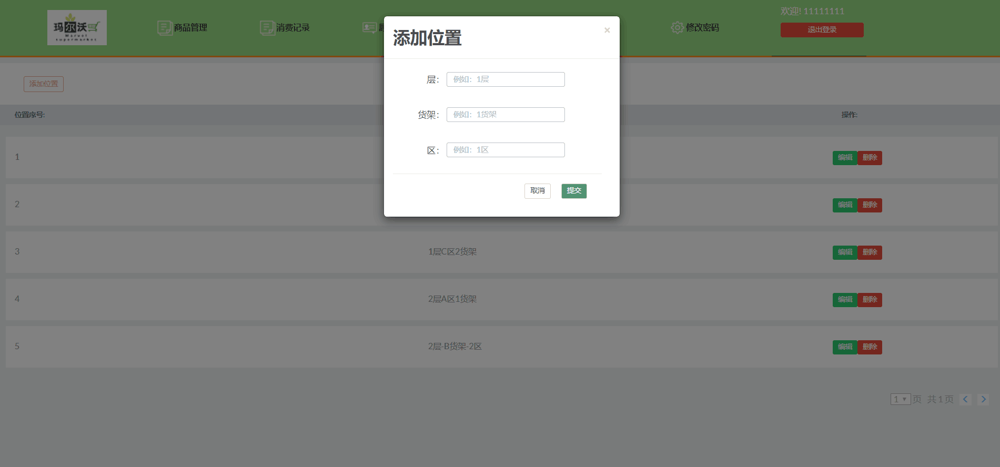 玛尔沃
Marvel
supermarket
商品管理
消费记录
修改密码
欢迎! 11111111
退出登录
添加位置
×
添加位置
层：
例如：1层
货架：
例如：1货架
区：
例如：1区
取消
提交
位置序号:
操作:
1
编辑 删除
2
编辑 删除
3 1层C区2货架 编辑 删除
4 2层A区1货架 编辑 删除
5 2层-B货架-2区 编辑 删除
1 页 共1页